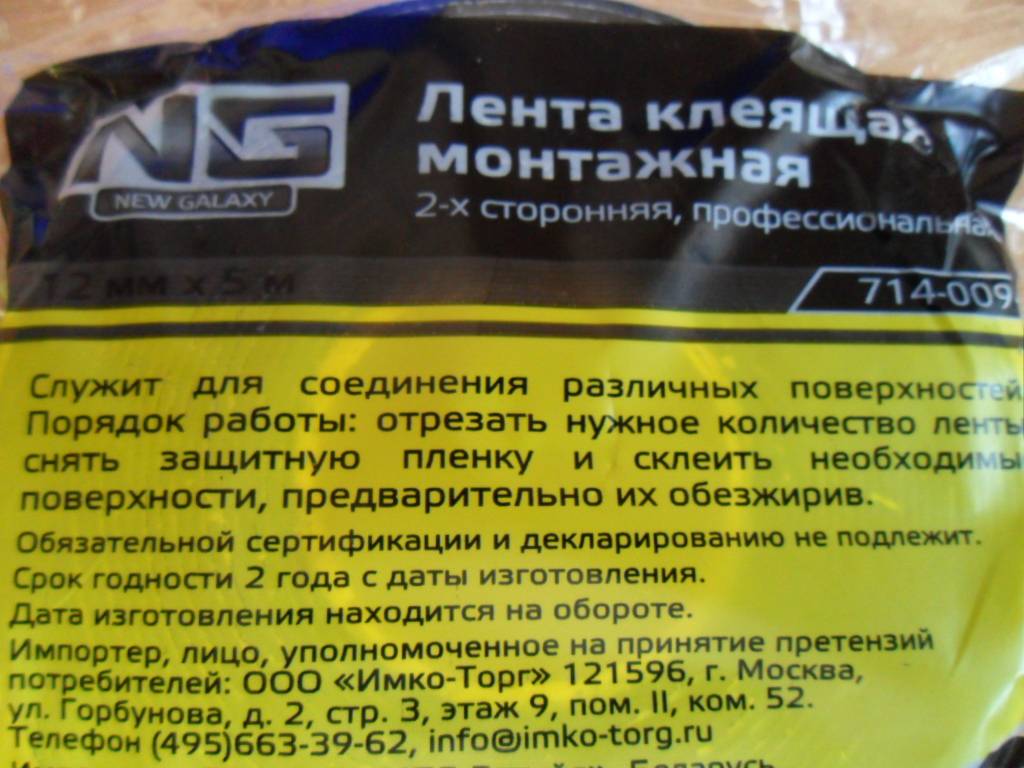 NG
NEW GALAXY
Лента клеящая
монтажная
2-х сторонняя, профессиональная
12 мм х 5 м
714-009
Служит для соединения различных поверхностей
Порядок работы: отрезать нужное количество ленты
снять защитную пленку и склеить необходимы
поверхности, предварительно их обезжирив.
Обязательной сертификации и декларированию не подлежит.
Срок годности 2 года с даты изготовления.
Дата изготовления находится на обороте.
Импортер, лицо, уполномоченное на принятие претензий
потребителей: ООО «Имко-Торг» 121596, г. Москва,
ул. Горбунова, д. 2, стр. 3, этаж 9, пом. II, ком. 52.
Телефон (495)663-39-62, info@imko-torg.ru
Беларусь